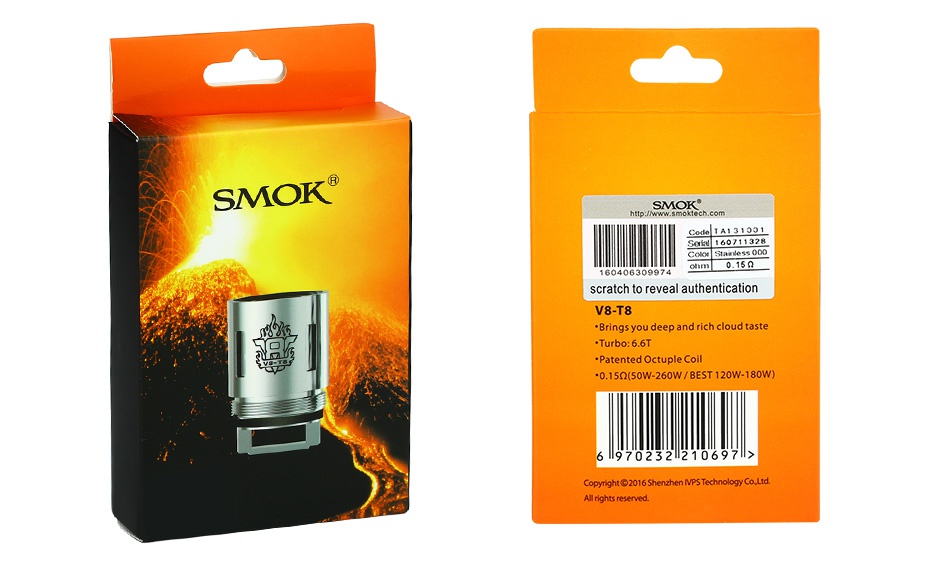 SMOK®
V8-T8
SMOK®
http://www.smoktech.com
Code TA131001
Serial 160711328
Color Stainless 000
ohm 0.15Ω
160406309974
scratch to reveal authentication
V8-T8
•Brings you deep and rich cloud taste
•Turbo: 6.6T
•Patented Octuple Coil
•0.15Ω(50W-260W / BEST 120W-180W)
6 970232 210697 >
Copyright ©2016 Shenzhen IVPS Technology Co.,Ltd.
All rights reserved.